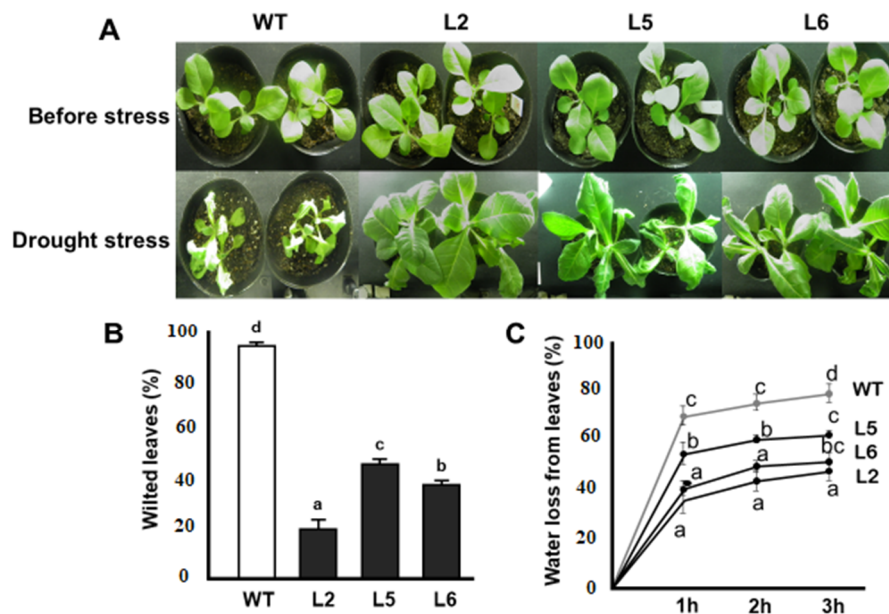 A
WT L2 L5 L6
Before stress
Drought stress
B
Wilted leaves (%)
100
80
60
40
20
0
d
a
c
b
WT L2 L5 L6
C
Water loss from leaves (%)
100
80
60
40
20
0
c c d
b b c
a a bc
a a a
WT
L5
L6
L2
1h 2h 3h